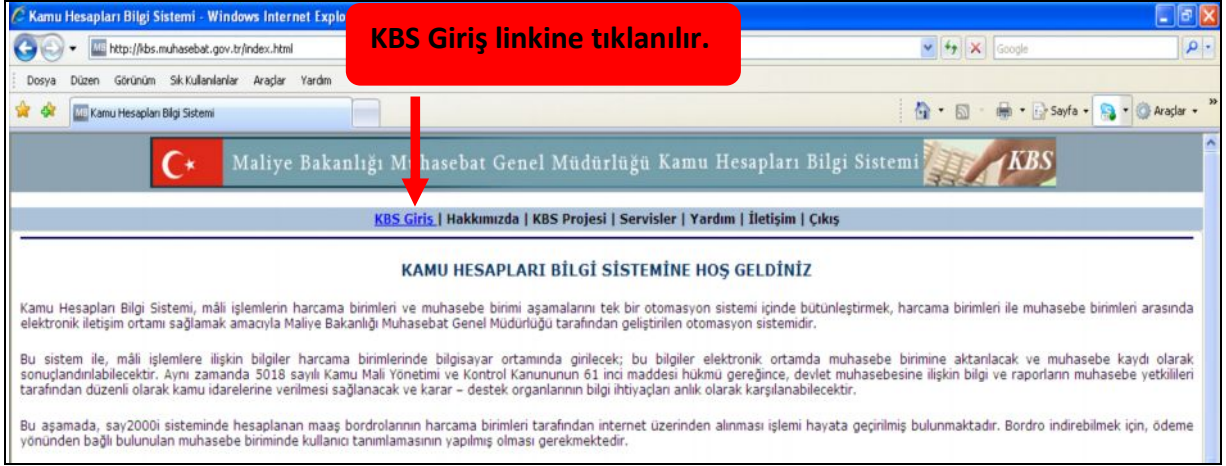 Kamu Hesapları Bilgi Sistemi - Windows Internet Explo
KBS Giriş linkine tıklanılır.
http://kbs.muhasebat.gov.tr/index.html
Google
Dosya Düzen Görünüm Sık Kullanılanlar Araçlar Yardım
Kamu Hesapları Bilgi Sistemi
Sayfa
Araçlar
Maliye Bakanlığı Muhasebat Genel Müdürlüğü Kamu Hesapları Bilgi Sistemi
KBS
KBS Giriş | Hakkımızda | KBS Projesi | Servisler | Yardım | İletişim | Çıkış
KAMU HESAPLARI BİLGİ SİSTEMİNE HOŞ GELDİNİZ
Kamu Hesapları Bilgi Sistemi, mâli işlemlerin harcama birimleri ve muhasebe birimi aşamalarını tek bir otomasyon sistemi içinde bütünleştirmek, harcama birimleri ile muhasebe birimleri arasında
elektronik iletişim ortamı sağlamak amacıyla Maliye Bakanlığı Muhasebat Genel Müdürlüğü tarafından geliştirilen otomasyon sistemidir.
Bu sistem ile, mâli işlemlere ilişkin bilgiler harcama birimlerinde bilgisayar ortamında girilecek; bu bilgiler elektronik ortamda muhasebe birimine aktarılacak ve muhasebe kaydı olarak
sonuçlandırılabilecektir. Aynı zamanda 5018 sayılı Kamu Mali Yönetimi ve Kontrol Kanununun 61 inci maddesi hükmü gereğince, devlet muhasebesine ilişkin bilgi ve raporların muhasebe yetkilileri
tarafından düzenli olarak kamu idarelerine verilmesi sağlanacak ve karar – destek organlarının bilgi ihtiyaçları anlık olarak karşılanabilecektir.
Bu aşamada, say2000i sisteminde hesaplanan maaş bordrolarının harcama birimleri tarafından internet üzerinden alınması işlemi hayata geçirilmiş bulunmaktadır. Bordro indirebilmek için, ödeme
yönünden bağlı bulunulan muhasebe biriminde kullanıcı tanımlamasının yapılmış olması gerekmektedir.